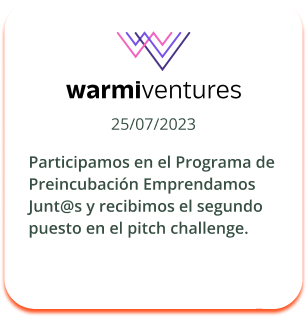 warmiventures
25/07/2023
Participamos en el Programa de
Preincubación Emprendamos
Junt@s y recibimos el segundo
puesto en el pitch challenge.